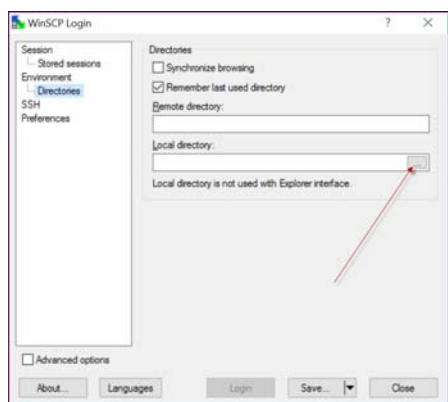 WinSCP Login
Session
Stored sessions
Environment
Directories
SSH
Preferences
Directories
Synchronize browsing
Remember last used directory
Remote directory:
Local directory:
...
Local directory is not used with Explorer interface.
Advanced options
About...
Languages
Login
Save...
Close